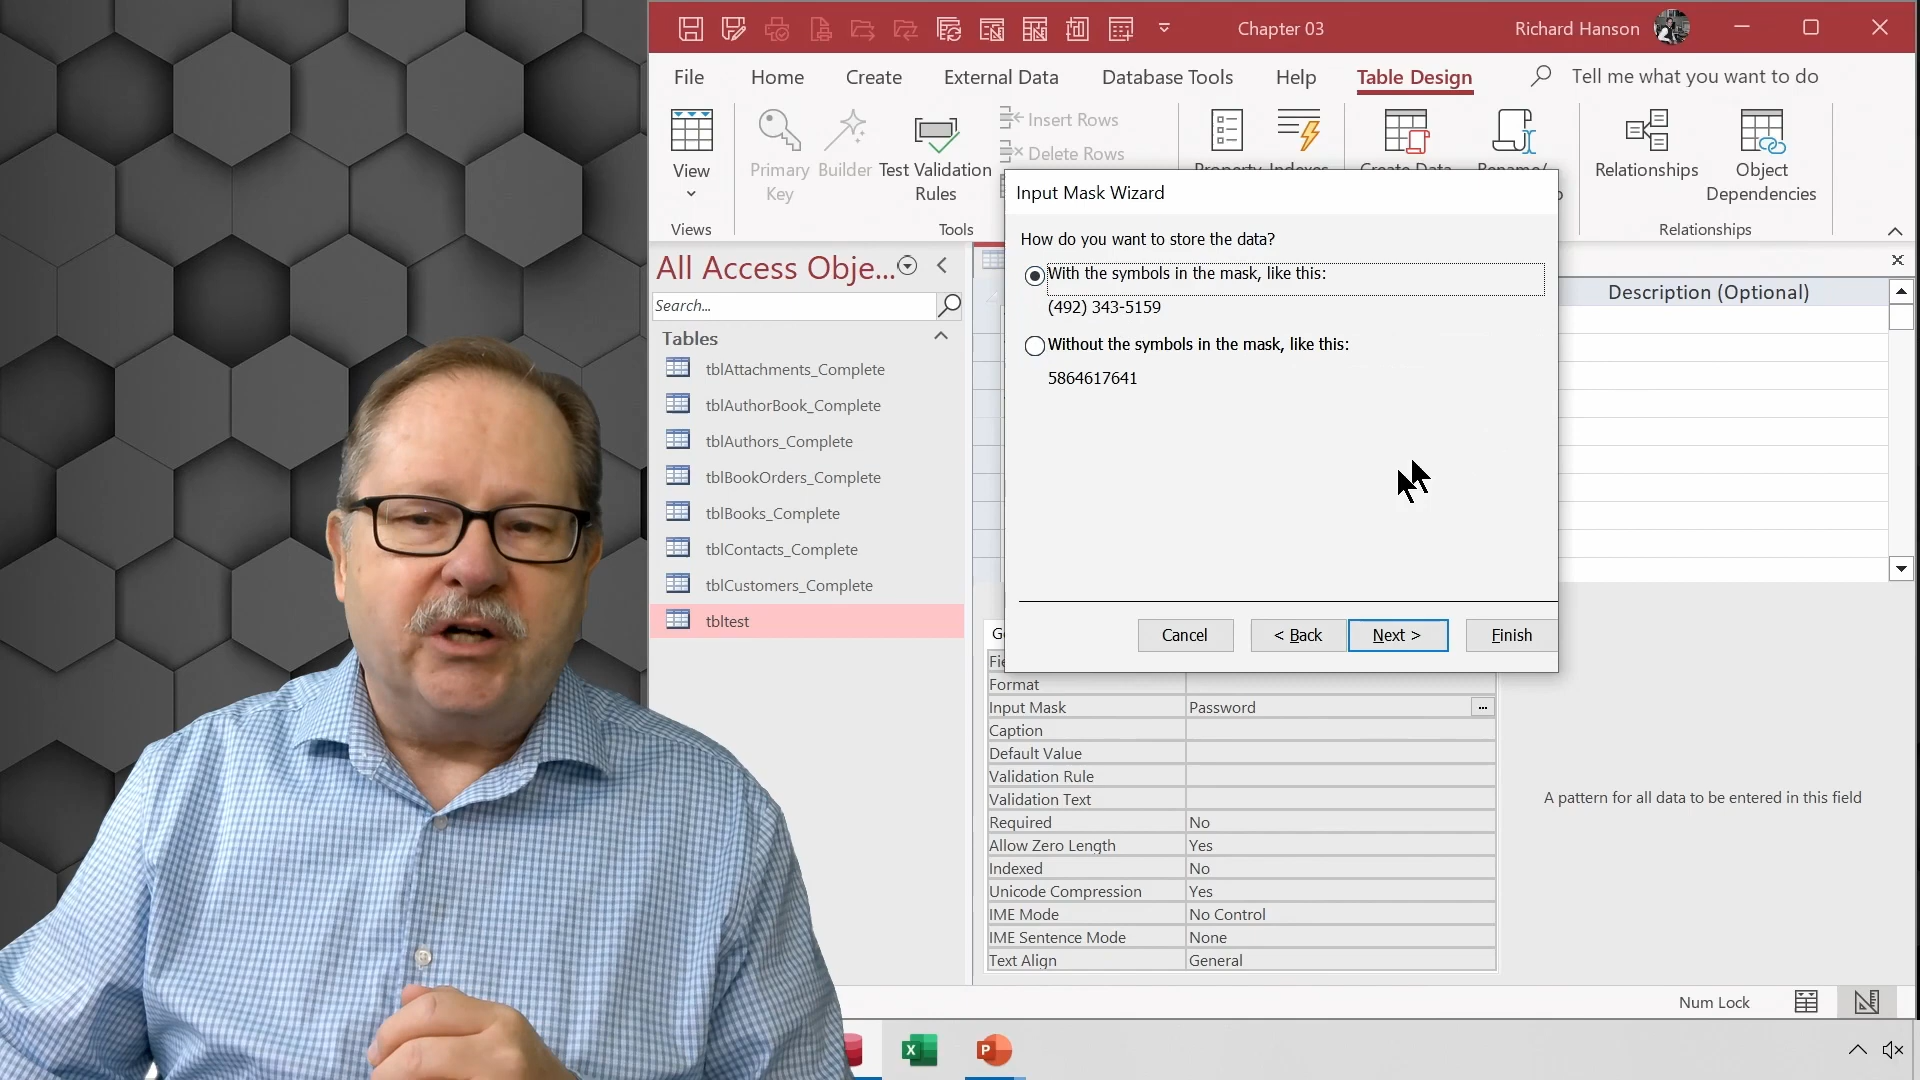 Chapter 03
Richard Hanson
File
Home
Create
External Data
Database Tools
Help
Table Design
Tell me what you want to do
View
Primary
Key
Builder
Test Validation
Rules
Insert Rows
Delete Rows
Relationships
Object
Dependencies
Views
Tools
Relationships
Input Mask Wizard
How do you want to store the data?
With the symbols in the mask, like this:
(492) 343-5159
Without the symbols in the mask, like this:
5864617641
Cancel
< Back
Next >
Finish
All Access Obje...
Search...
Tables
tblAttachments_Complete
tblAuthorBook_Complete
tblAuthors_Complete
tblBookOrders_Complete
tblBooks_Complete
tblContacts_Complete
tblCustomers_Complete
tbltest
Description (Optional)
Format
Input Mask
Password
...
Caption
Default Value
Validation Rule
Validation Text
Required
No
Allow Zero Length
Yes
Indexed
No
Unicode Compression
Yes
IME Mode
No Control
IME Sentence Mode
None
Text Align
General
A pattern for all data to be entered in this field
Num Lock
X
P